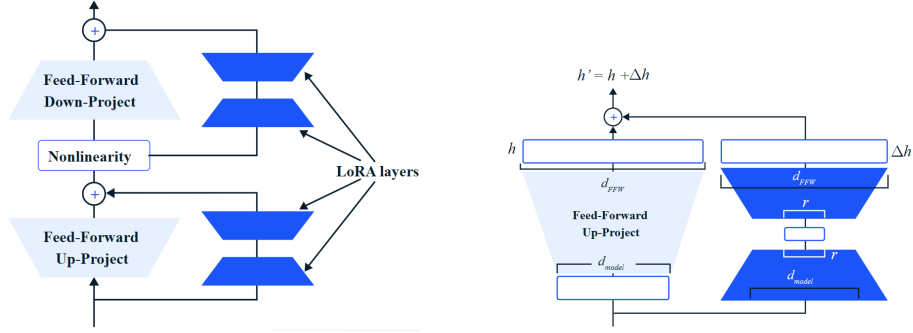 +
Feed-Forward
Down-Project
Nonlinearity
LoRA layers
+
Feed-Forward
Up-Project
h' = h + Δh
+
h
Δh
d_FFW
d_FFW
r
Feed-Forward
Up-Project
r
d_model
d_model